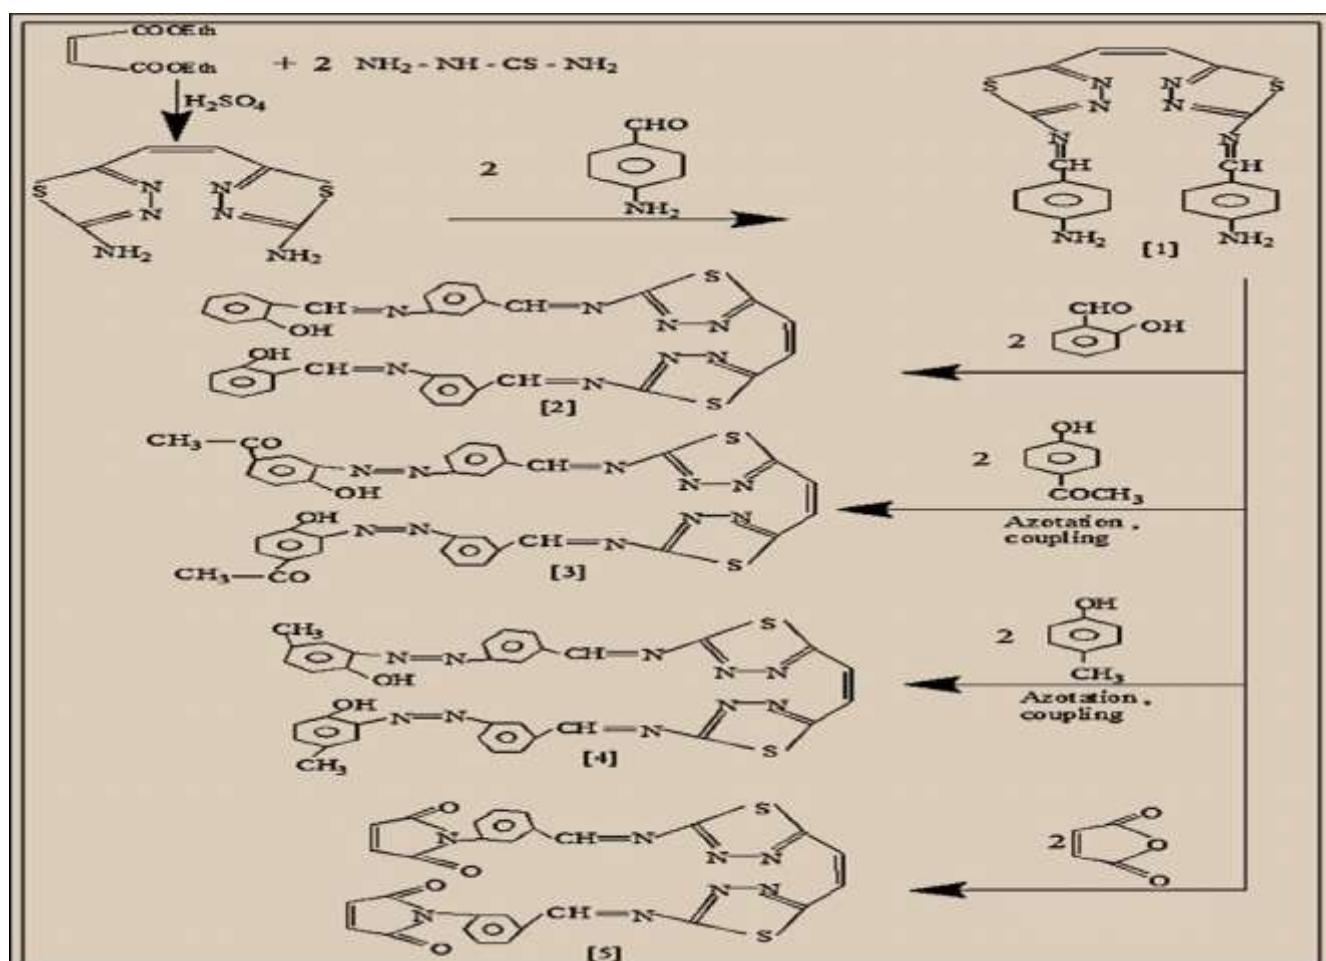 COOEth
COOEth
+ 2 NH₂ - NH - CS - NH₂
H₂SO₄
S N N N N S
NH₂ NH₂
2
CHO
NH₂
S N N N N S
N N
CH CH
NH₂ NH₂
[1]
CH=N CH=N S
OH N-N
OH N-N
CH=N CH=N S
[2]
2
CHO
OH
CH₃-CO
N=N CH=N S
OH N-N
OH N-N
N=N CH=N S
CH₃-CO
[3]
2
OH
COCH₃
Azotation,
coupling
CH₃
N=N CH=N S
OH N-N
OH N-N
N=N CH=N S
CH₃
[4]
2
OH
CH₃
Azotation,
coupling
O
N CH=N S
O N-N
O N-N
N CH=N S
O
[5]
2
O
O
O